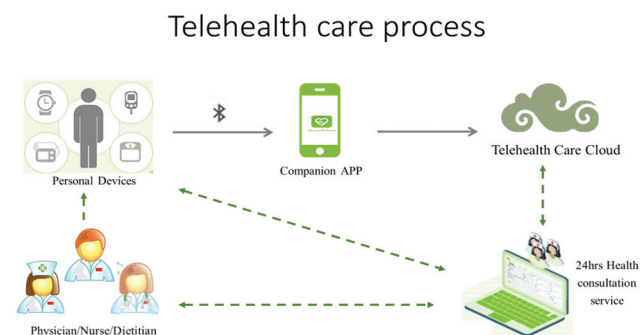 Telehealth care process
Personal Devices
Companion APP
Telehealth Care Cloud
24hrs Health
consultation
service
Physician/Nurse/Dietitian